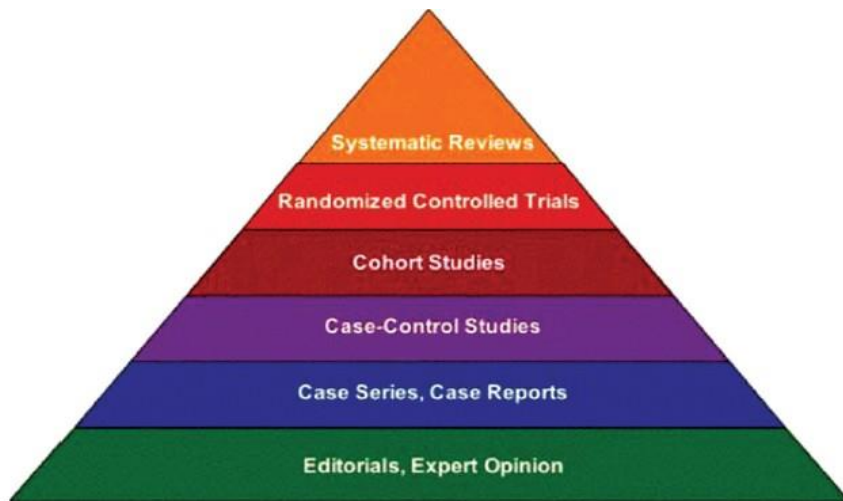 Systematic Reviews
Randomized Controlled Trials
Cohort Studies
Case-Control Studies
Case Series, Case Reports
Editorials, Expert Opinion